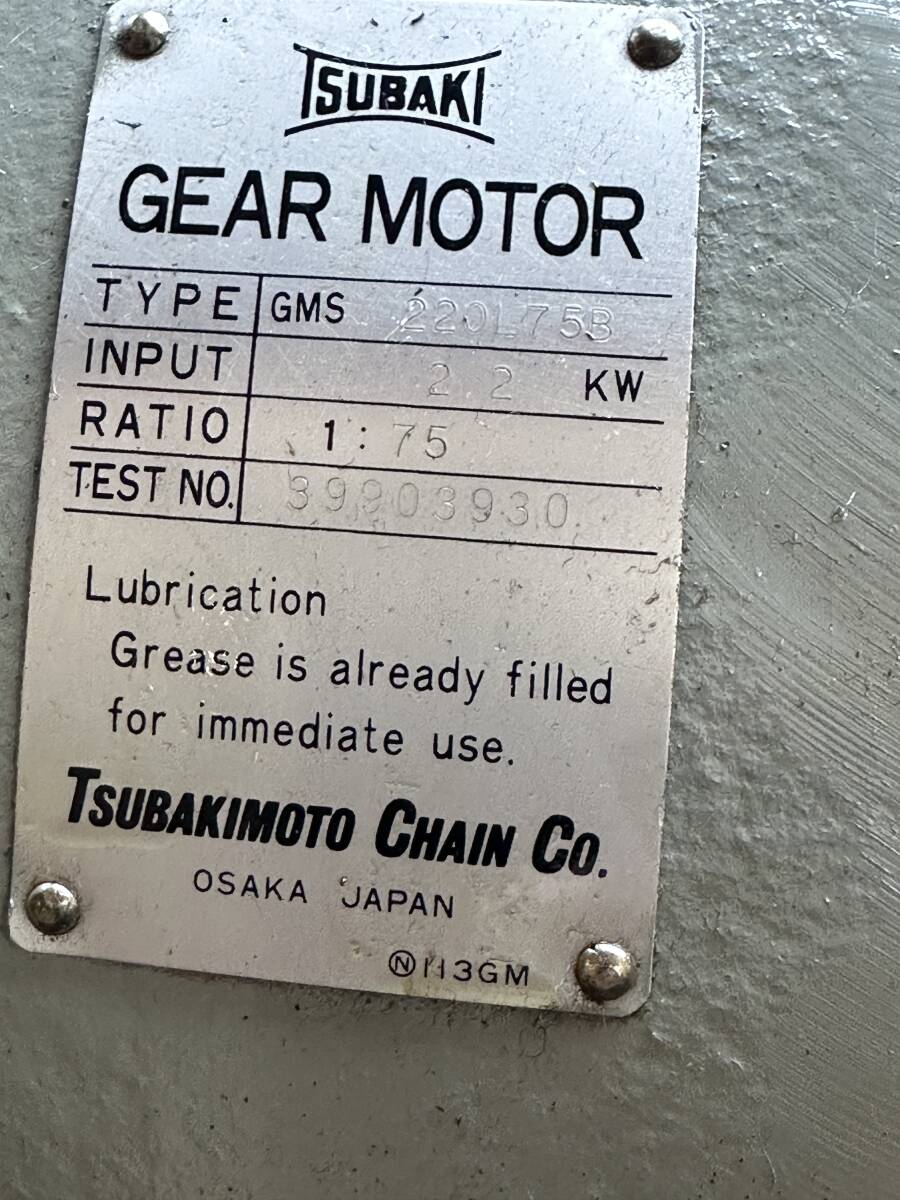 TSUBAKI
GEAR MOTOR
TYPE GMS 220L75B
INPUT 2 2 KW
RATIO 1 : 75
TEST NO. 39903930
Lubrication
Grease is already filled
for immediate use.
TSUBAKIMOTO CHAIN CO.
OSAKA JAPAN
Ⓝ113GM